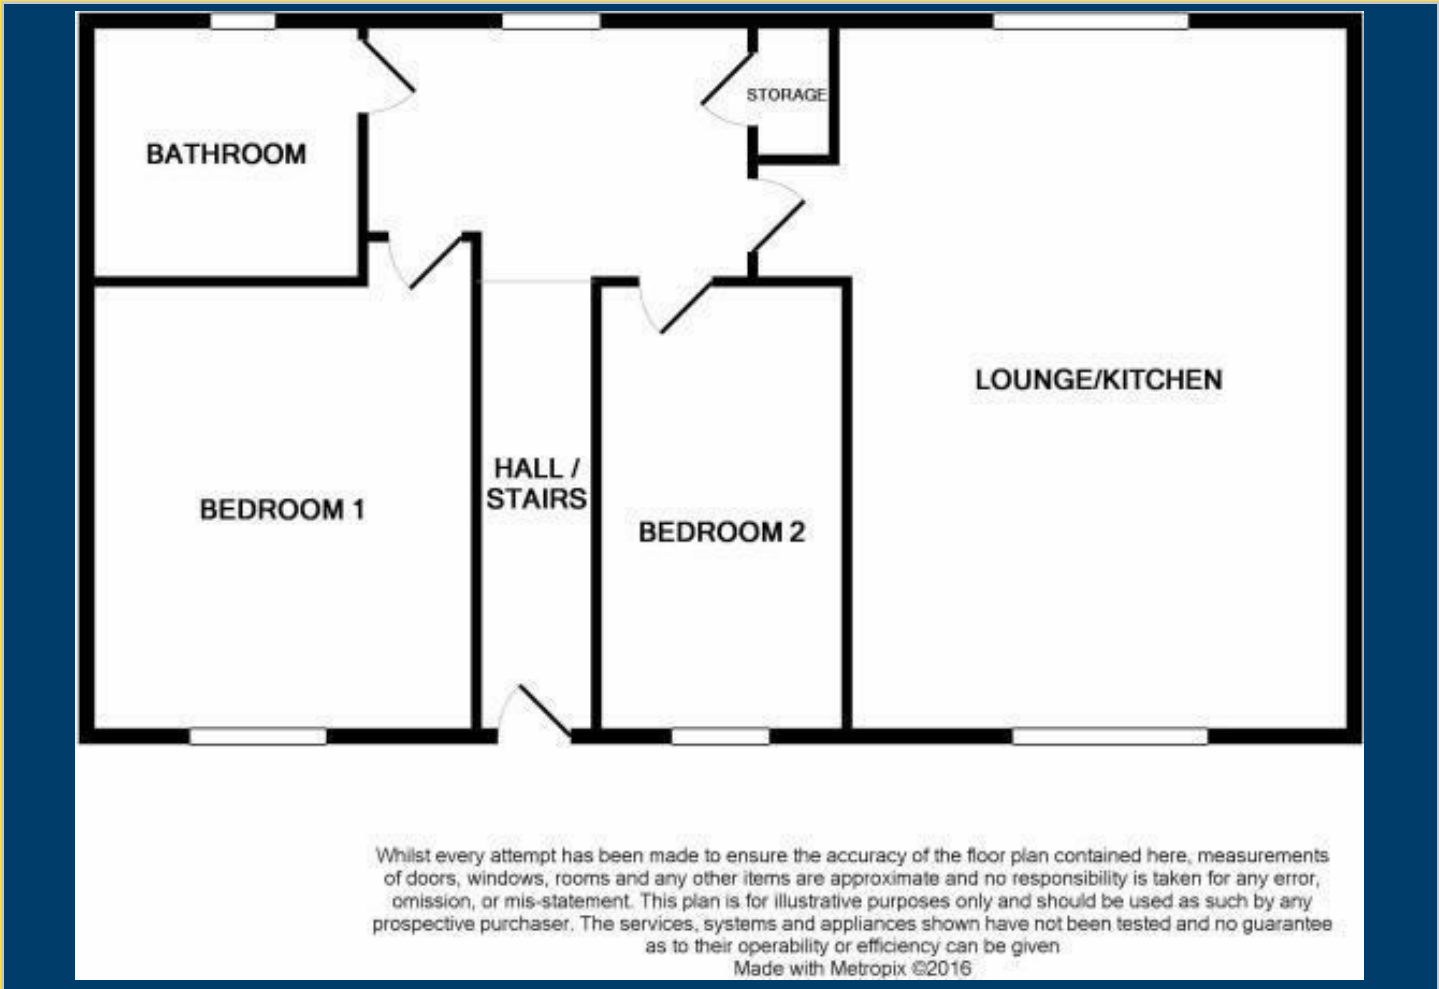 STORAGE
BATHROOM
LOUNGE/KITCHEN
HALL /
STAIRS
BEDROOM 1
BEDROOM 2
Whilst every attempt has been made to ensure the accuracy of the floor plan contained here, measurements
of doors, windows, rooms and any other items are approximate and no responsibility is taken for any error,
omission, or mis-statement. This plan is for illustrative purposes only and should be used as such by any
prospective purchaser. The services, systems and appliances shown have not been tested and no guarantee
as to their operability or efficiency can be given
Made with Metropix ©2016